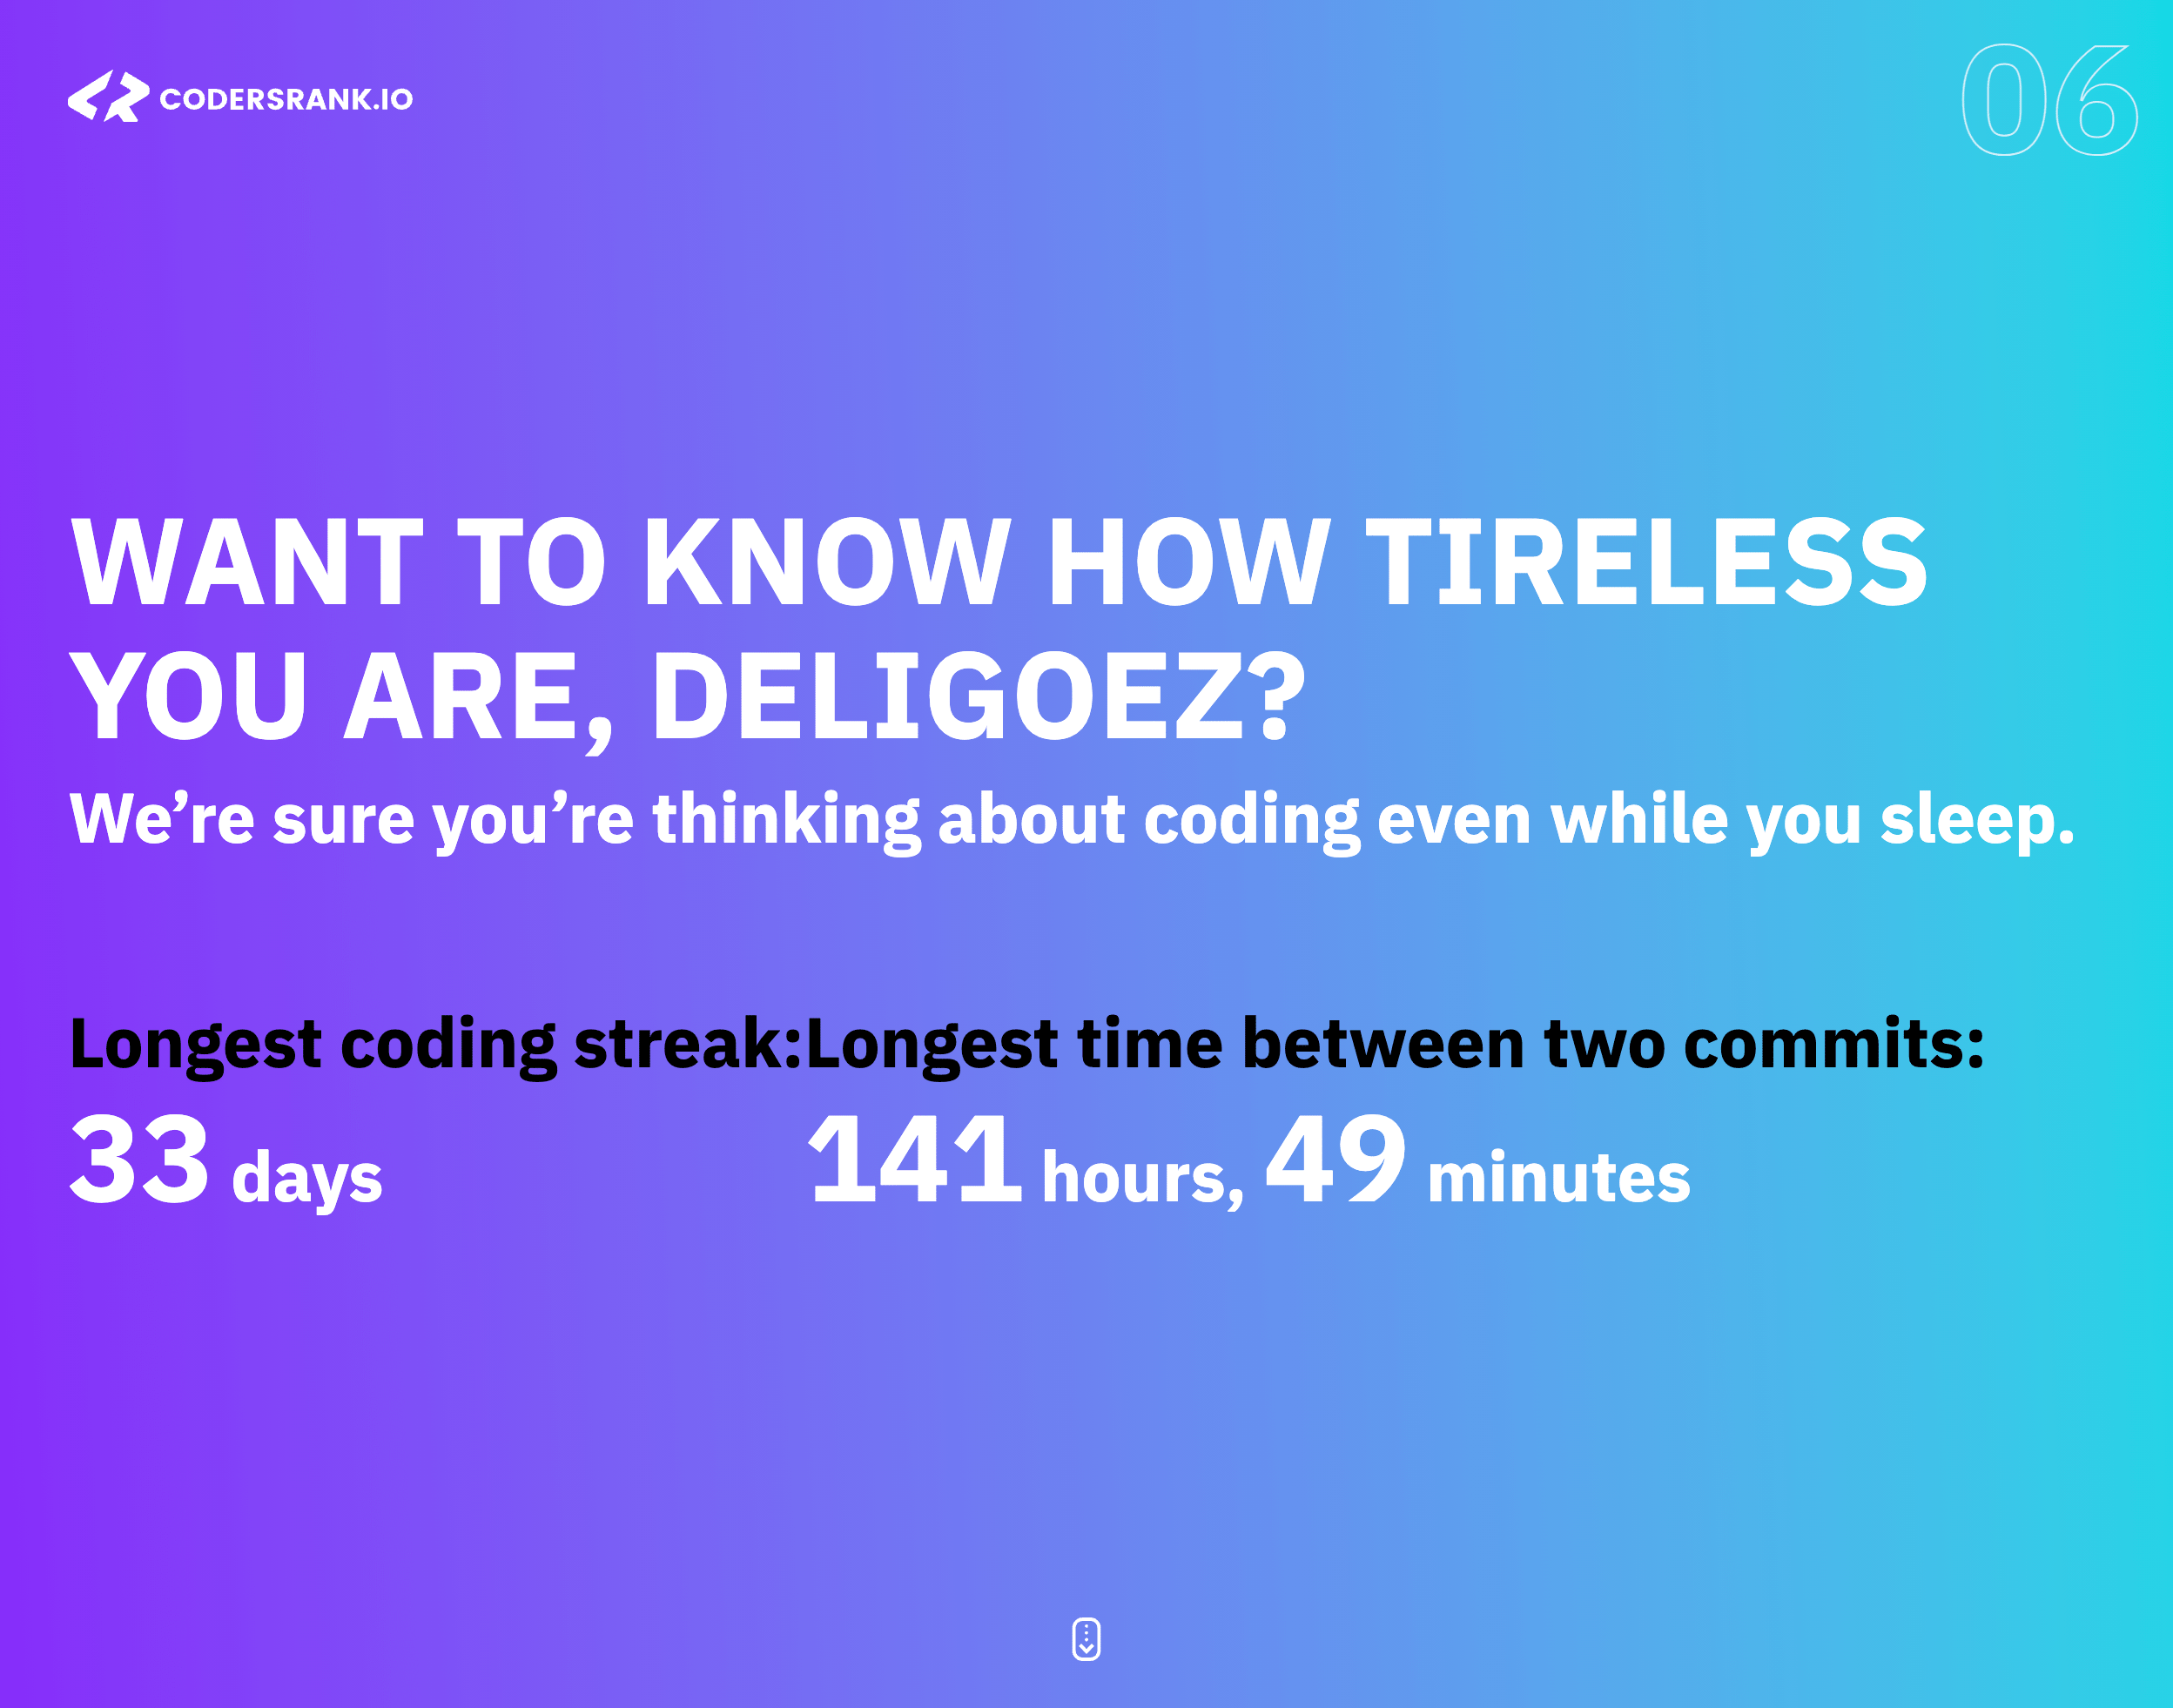 CODERSRANK.IO
06
WANT TO KNOW HOW TIRELESS
YOU ARE, DELIGOEZ?
We’re sure you’re thinking about coding even while you sleep.
Longest coding streak:
33 days
Longest time between two commits:
141 hours, 49 minutes